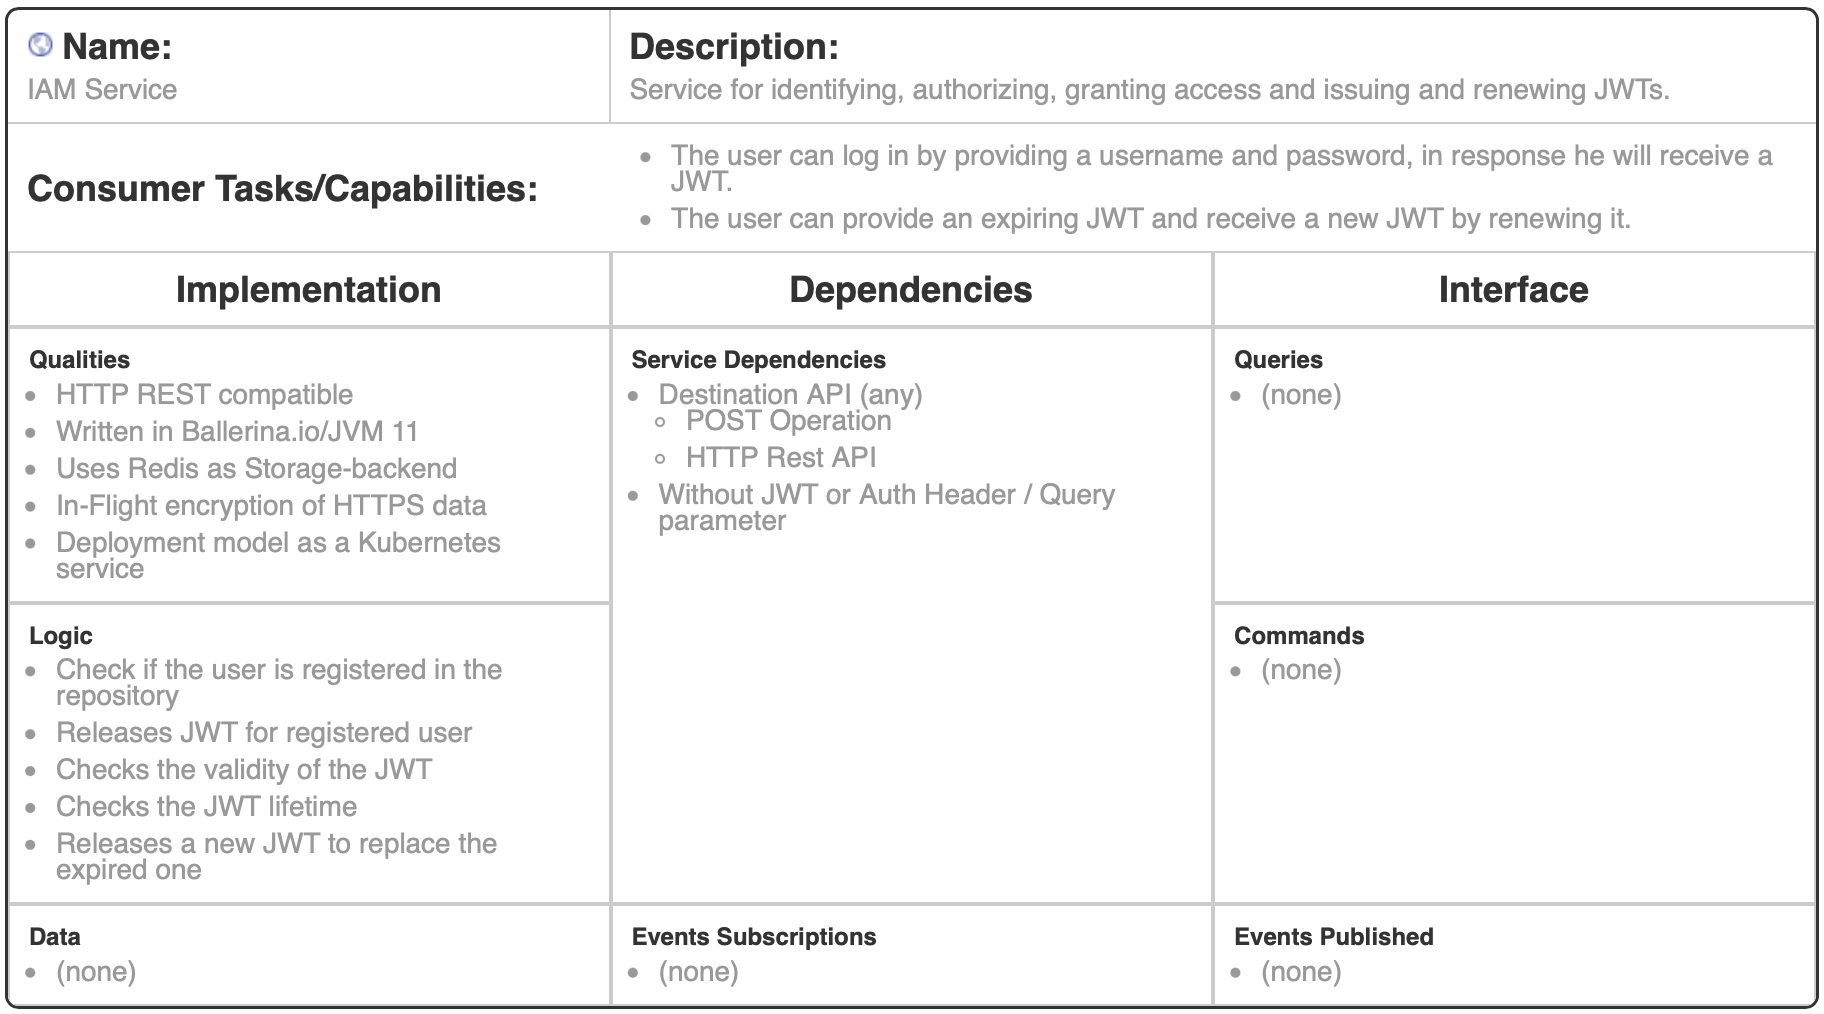 Name:
IAM Service
Description:
Service for identifying, authorizing, granting access and issuing and renewing JWTs.
Consumer Tasks/Capabilities:
The user can log in by providing a username and password, in response he will receive a
JWT.
The user can provide an expiring JWT and receive a new JWT by renewing it.
Implementation
Dependencies
Interface
Qualities
HTTP REST compatible
Written in Ballerina.io/JVM 11
Uses Redis as Storage-backend
In-Flight encryption of HTTPS data
Deployment model as a Kubernetes
service
Service Dependencies
Destination API (any)
POST Operation
HTTP Rest API
Without JWT or Auth Header / Query
parameter
Queries
(none)
Logic
Check if the user is registered in the
repository
Releases JWT for registered user
Checks the validity of the JWT
Checks the JWT lifetime
Releases a new JWT to replace the
expired one
Commands
(none)
Data
(none)
Events Subscriptions
(none)
Events Published
(none)